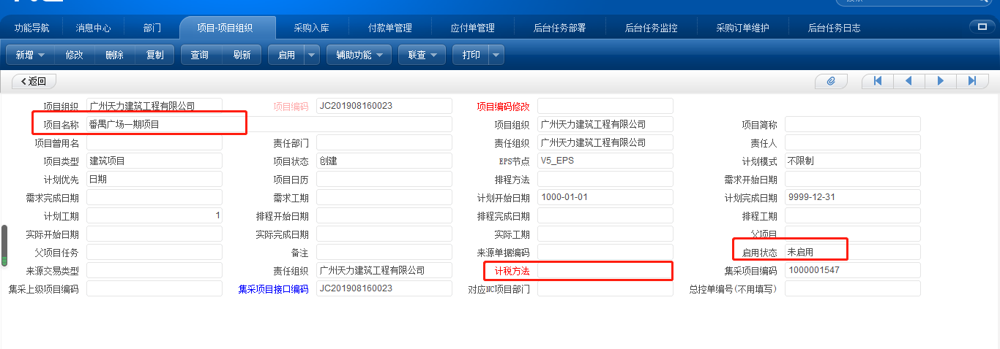 功能导航 消息中心 部门 项目-项目组织 采购入库 付款单管理 应付单管理 后台任务部署 后台任务监控 采购订单维护 后台任务日志
新增 修改 删除 复制 查询 刷新 启用 辅助功能 联查 打印
返回
项目组织 广州天力建筑工程有限公司 项目编码 JC201908160023 项目编码修改
项目名称 番禺广场一期项目 项目组织 广州天力建筑工程有限公司 项目简称
项目曾用名 责任部门 责任组织 广州天力建筑工程有限公司 责任人
项目类型 建筑项目 项目状态 创建 EPS节点 V5_EPS 计划模式 不限制
计划优先 日期 项目日历 排程方法 需求开始日期
需求完成日期 需求工期 计划开始日期 1000-01-01 计划完成日期 9999-12-31
计划工期 1 排程开始日期 排程完成日期 排程工期
实际开始日期 实际完成日期 实际工期 父项目
父项目任务 备注 来源单据编码 启用状态 未启用
来源交易类型 责任组织 广州天力建筑工程有限公司 计税方法 集采项目编码 1000001547
集采上级项目编码 集采项目接口编码 JC201908160023 对应NC项目部门 总控单编号(不用填写)